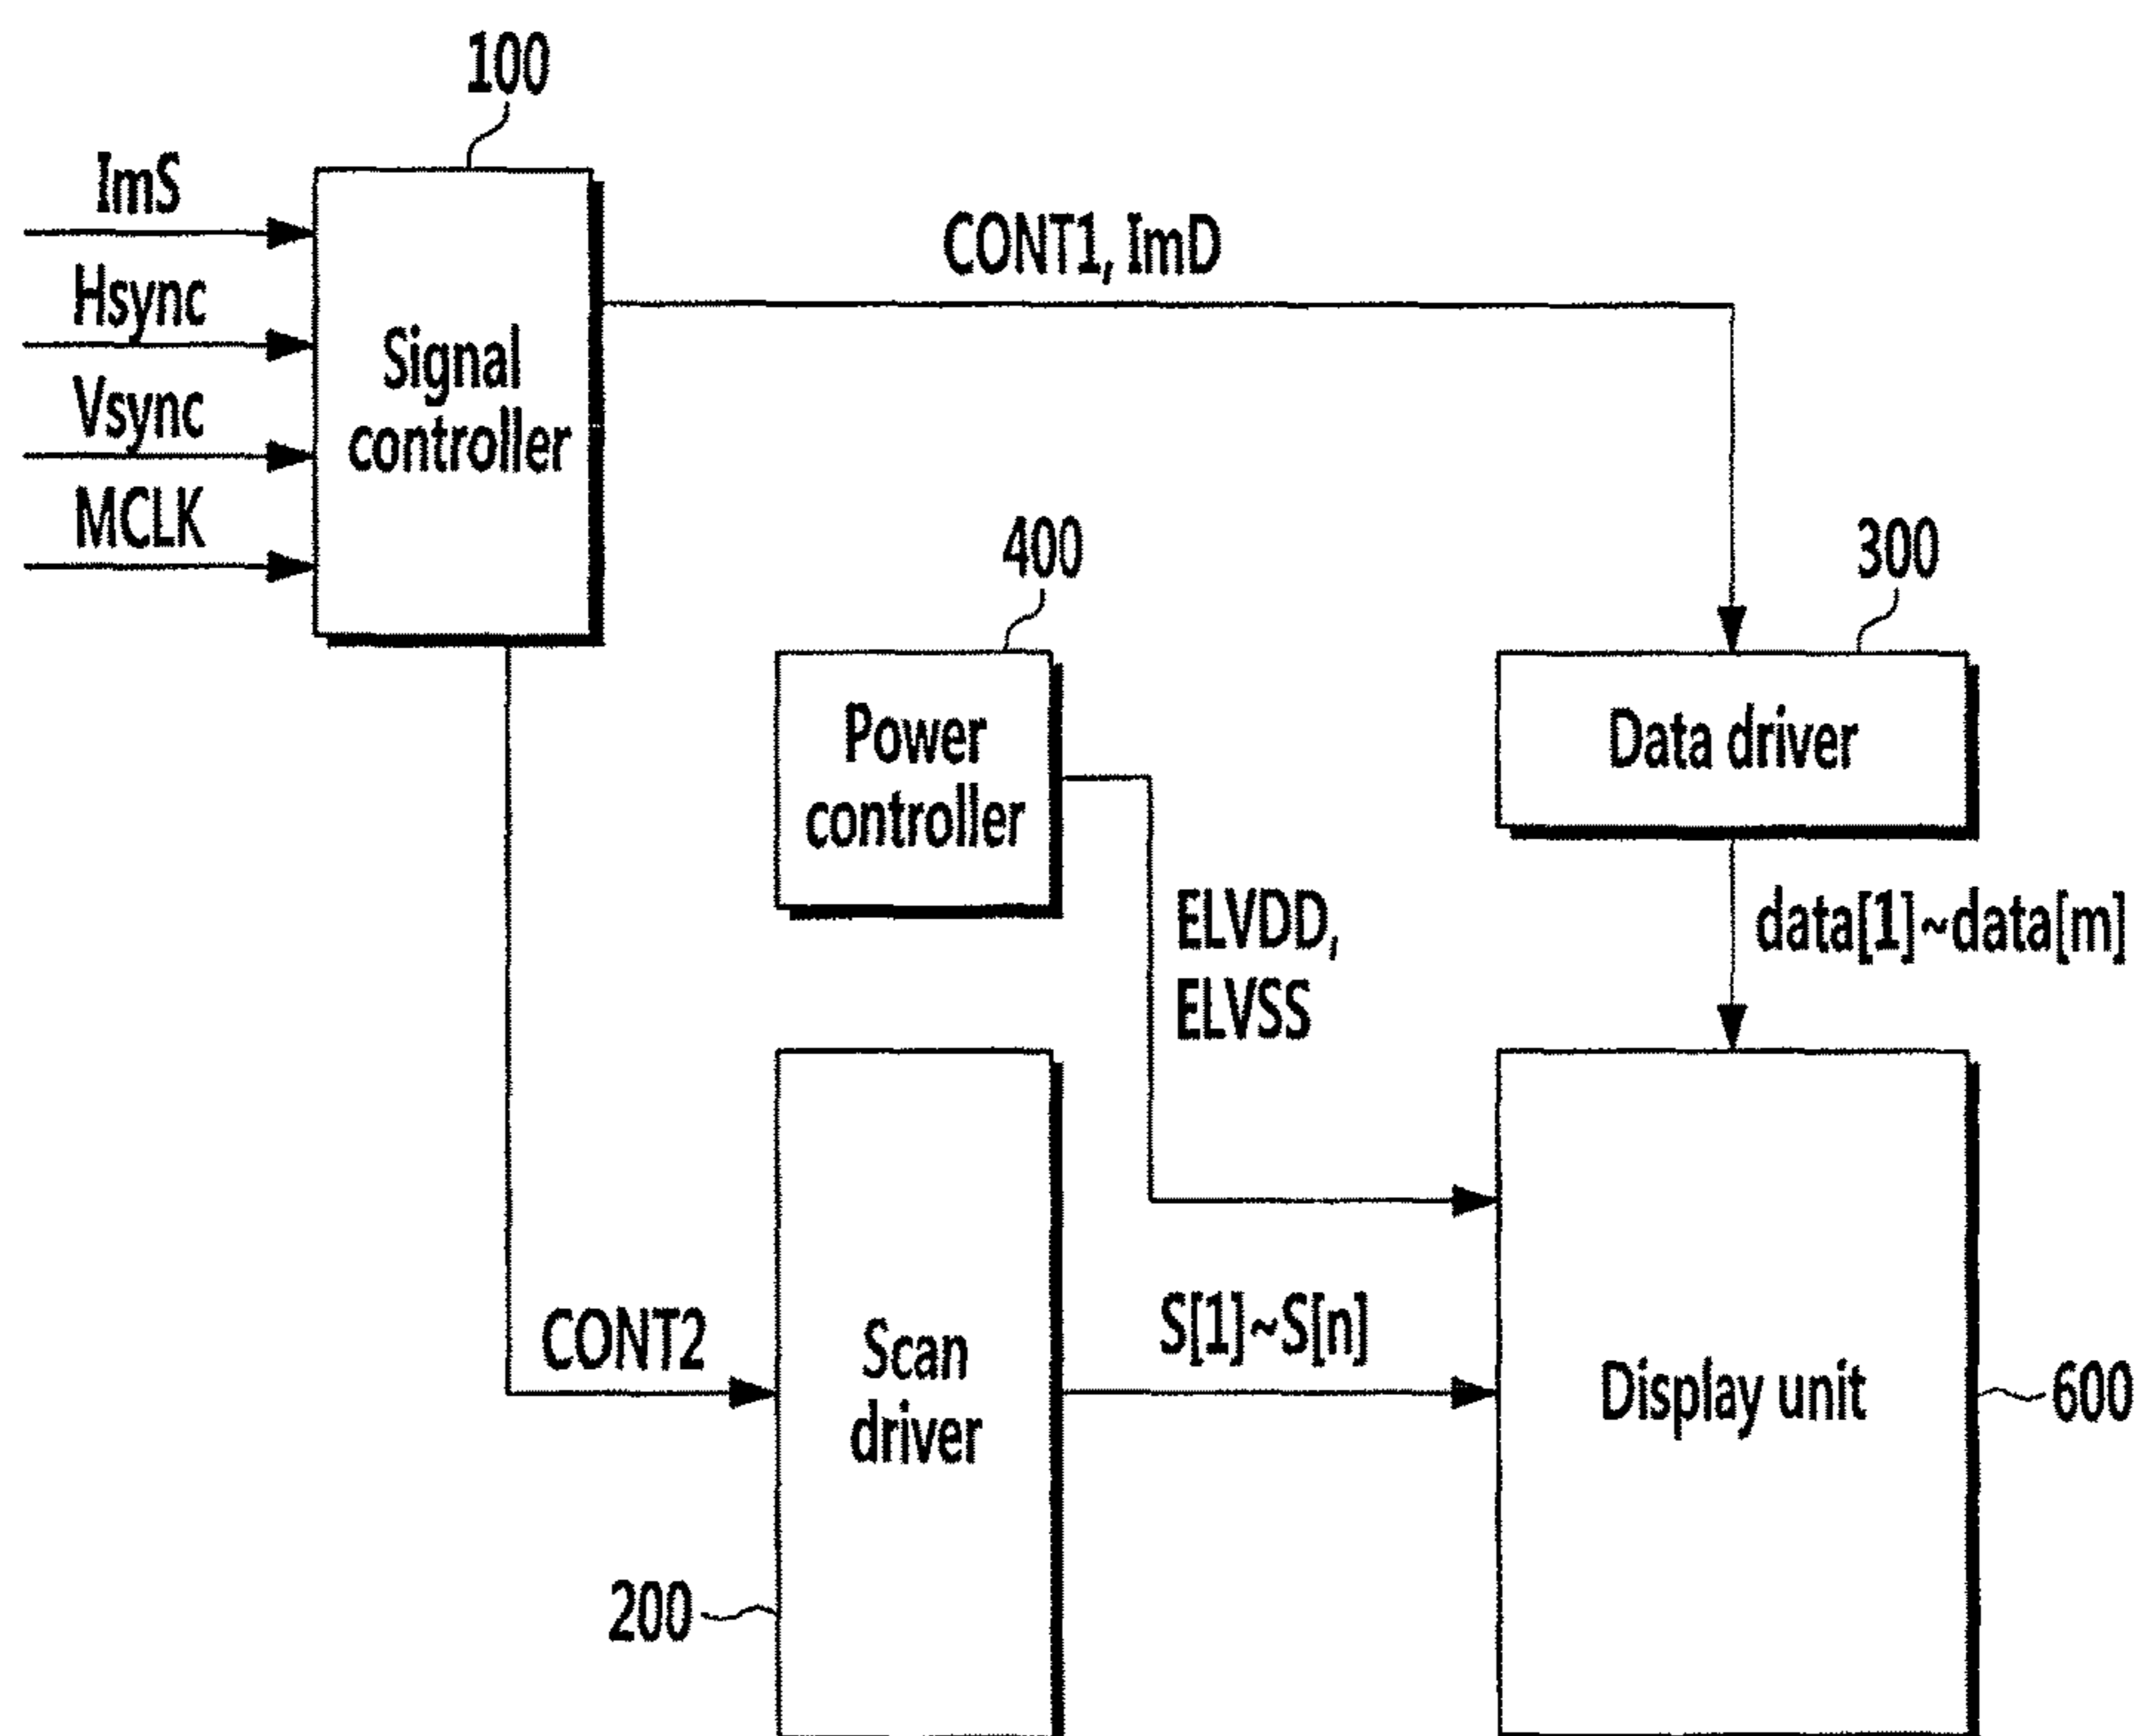 100
ImS
Hsync
Vsync
MCLK
Signal
controller
CONT1, ImD
400
300
Power
controller
Data driver
ELVDD,
ELVSS
data[1]~data[m]
CONT2
Scan
driver
S[1]~S[n]
Display unit
600
200